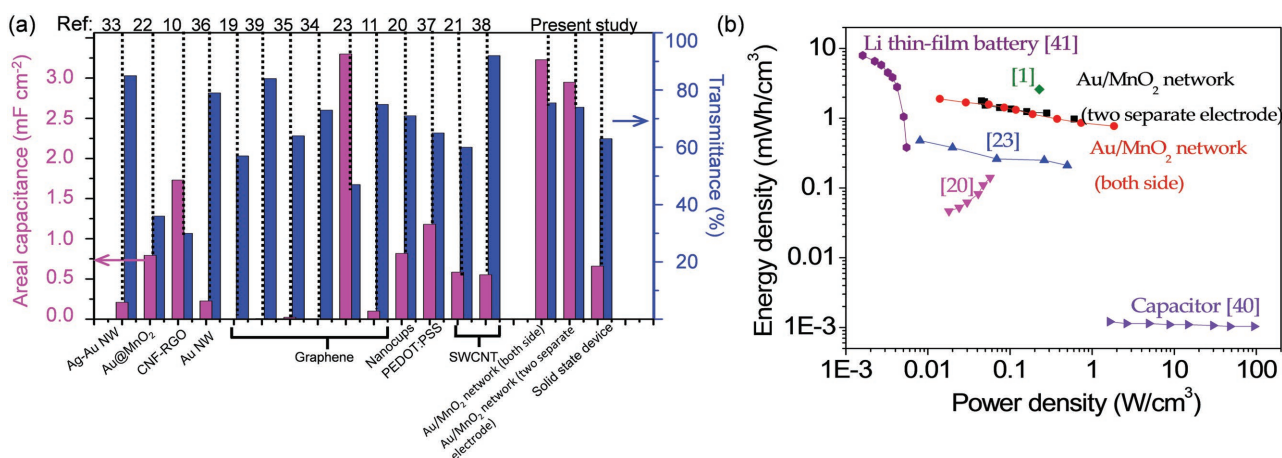 (a)
Ref: 33 22 10 36 19 39 35 34 23 11 20 37 21 38 Present study
Areal capacitance (mF cm⁻²)
3.0
2.5
2.0
1.5
1.0
0.5
0.0
100
80
60
40
20
Transmittance (%)
Ag-Au NW
Au@MnO₂
CNF-RGO
Au NW
Graphene
Nanocups
PEDOT:PSS
SWCNT
Au/MnO₂ network (both side)
Au/MnO₂ network (two separate
electrode)
Solid state device
(b)
Energy density (mWh/cm³)
10
1
0.1
0.01
1E-3
Li thin-film battery [41]
[1]
Au/MnO₂ network
(two separate electrode)
Au/MnO₂ network
(both side)
[23]
[20]
Capacitor [40]
1E-3 0.01 0.1 1 10 100
Power density (W/cm³)